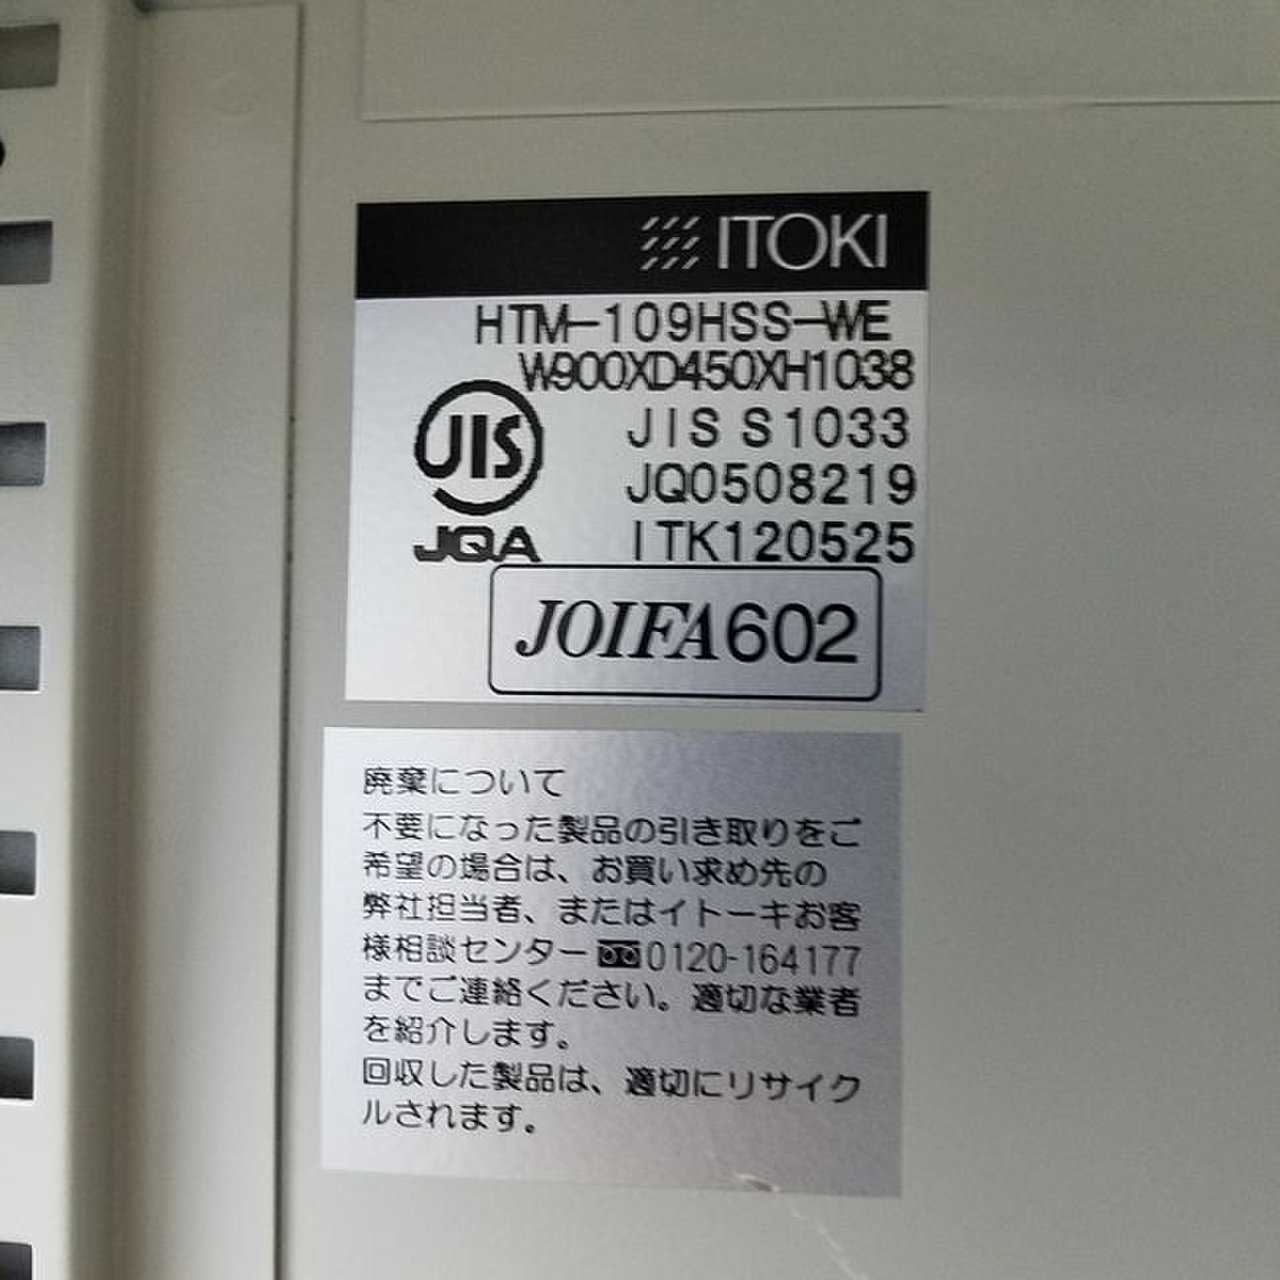 ITOKI
HTM-109HSS-WE
W900XD450XH1038
JIS S1033
JIS
JQ0508219
JQA
ITK120525
JOIFA602
廃棄について
不要になった製品の引き取りをご
希望の場合は、お買い求め先の
弊社担当者、またはイトーキお客
様相談センター 0120-164177
までご連絡ください。適切な業者
を紹介します。
回収した製品は、適切にリサイク
ルされます。